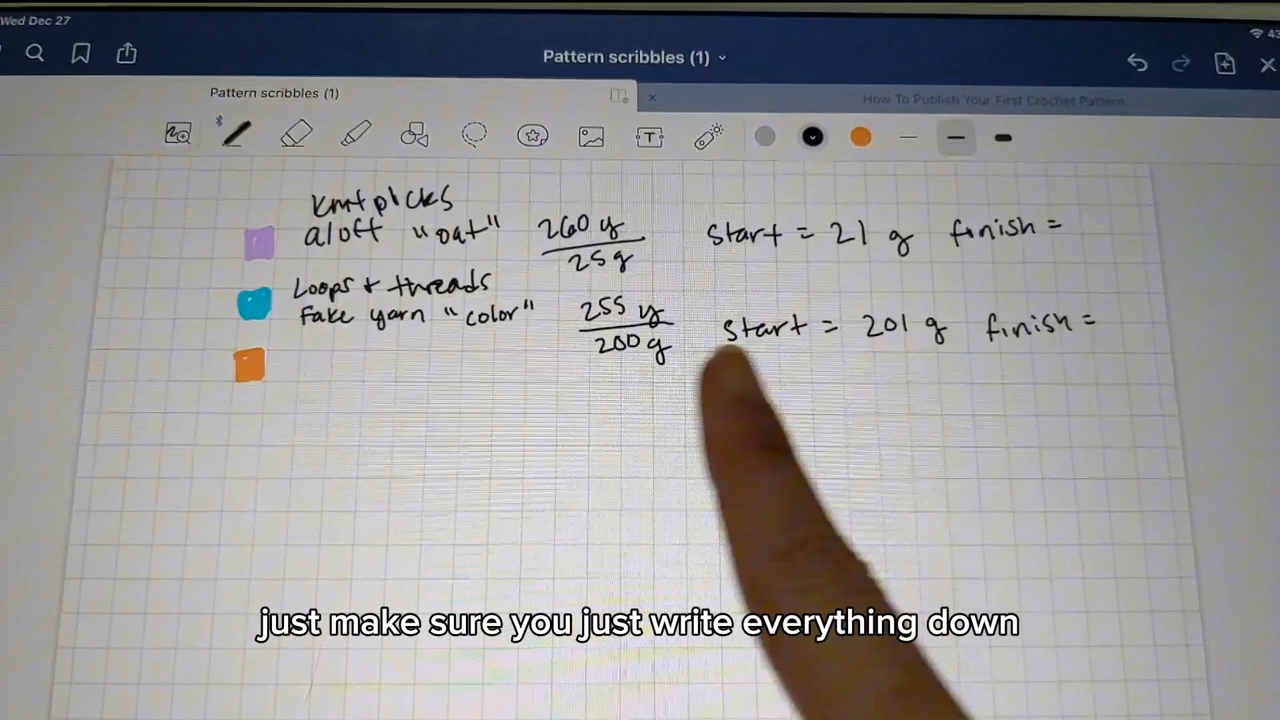 Wed Dec 27
43
Pattern scribbles (1)
Pattern scribbles (1)
How To Publish Your First Crochet Pattern
T
knitpicks
aloft "oat" 260 y / 25 g start = 21 g finish =
Loops + threads
Fake yarn "color" 255 y / 200 g start = 201 g finish =
just make sure you just write everything down